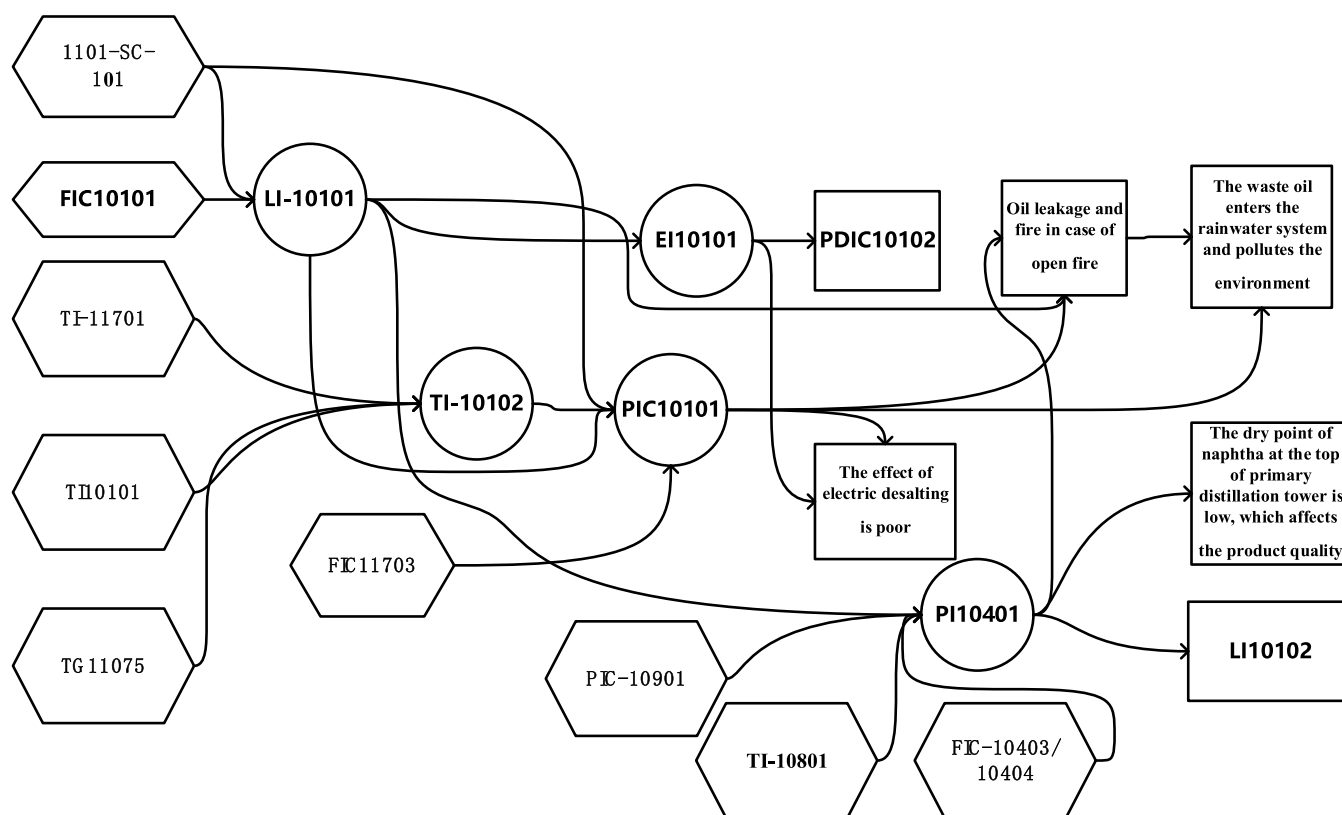 1101-SC-
101
FIC10101
LI-10101
EI10101
PDIC10102
Oil leakage and
fire in case of
open fire
The waste oil
enters the
rainwater system
and pollutes the
environment
TI-11701
TI-10102
PIC10101
The dry point of
naphtha at the top
of primary
distillation tower is
low, which affects
the product quality
TI10101
The effect of
electric desalting
is poor
FIC11703
PI10401
TG11075
PIC-10901
LI10102
TI-10801
FIC-10403/
10404